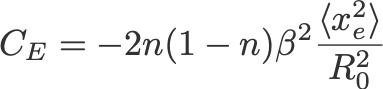 $C_E = -2n(1-n)\beta^2 \frac{\langle x_e^2 \rangle}{R_0^2}$